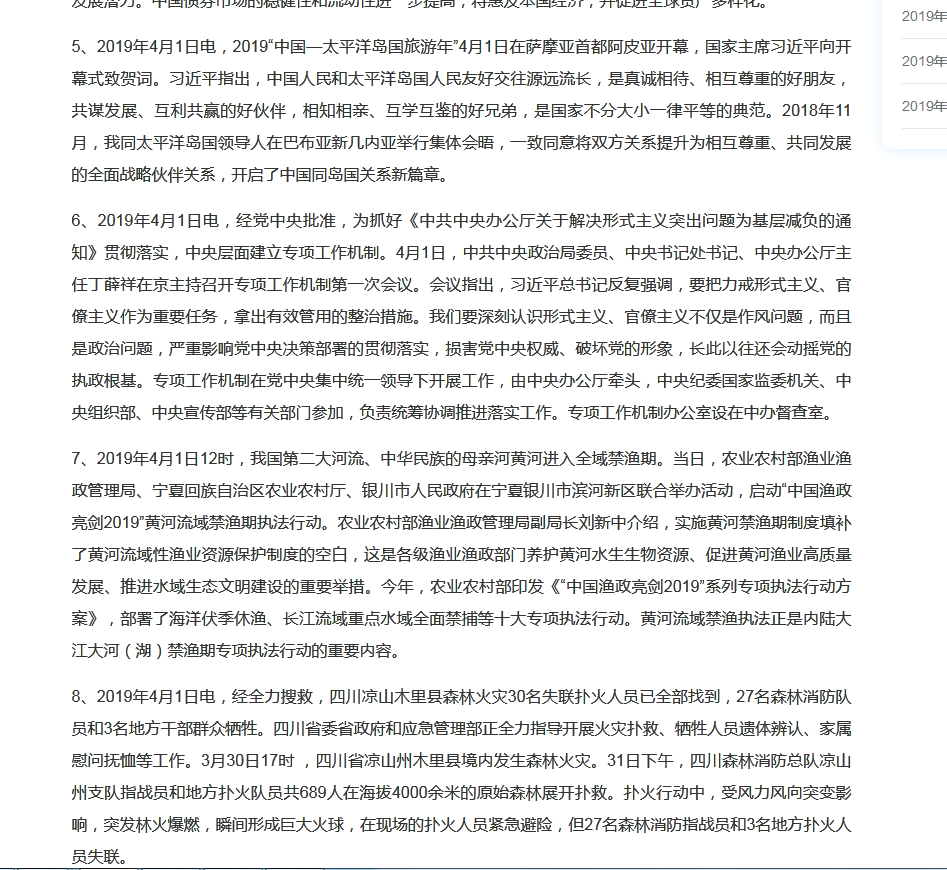 发展潜力。中国债券市场的稳健性和流动性进一步提高，将惠及本国经济，并促进全球资产多样化。
5、2019年4月1日电，2019“中国—太平洋岛国旅游年”4月1日在萨摩亚首都阿皮亚开幕，国家主席习近平向开
幕式致贺词。习近平指出，中国人民和太平洋岛国人民友好交往源远流长，是真诚相待、相互尊重的好朋友，
共谋发展、互利共赢的好伙伴，相知相亲、互学互鉴的好兄弟，是国家不分大小一律平等的典范。2018年11
月，我同太平洋岛国领导人在巴布亚新几内亚举行集体会晤，一致同意将双方关系提升为相互尊重、共同发展
的全面战略伙伴关系，开启了中国同岛国关系新篇章。
6、2019年4月1日电，经党中央批准，为抓好《中共中央办公厅关于解决形式主义突出问题为基层减负的通
知》贯彻落实，中央层面建立专项工作机制。4月1日，中共中央政治局委员、中央书记处书记、中央办公厅主
任丁薛祥在京主持召开专项工作机制第一次会议。会议指出，习近平总书记反复强调，要把力戒形式主义、官
僚主义作为重要任务，拿出有效管用的整治措施。我们要深刻认识形式主义、官僚主义不仅是作风问题，而且
是政治问题，严重影响党中央决策部署的贯彻落实，损害党中央权威、破坏党的形象，长此以往还会动摇党的
执政根基。专项工作机制在党中央集中统一领导下开展工作，由中央办公厅牵头，中央纪委国家监委机关、中
央组织部、中央宣传部等有关部门参加，负责统筹协调推进落实工作。专项工作机制办公室设在中办督查室。
7、2019年4月1日12时，我国第二大河流、中华民族的母亲河黄河进入全域禁渔期。当日，农业农村部渔业渔
政管理局、宁夏回族自治区农业农村厅、银川市人民政府在宁夏银川市滨河新区联合举办活动，启动“中国渔政
亮剑2019”黄河流域禁渔期执法行动。农业农村部渔业渔政管理局副局长刘新中介绍，实施黄河禁渔期制度填补
了黄河流域性渔业资源保护制度的空白，这是各级渔业渔政部门养护黄河水生生物资源、促进黄河渔业高质量
发展、推进水域生态文明建设的重要举措。今年，农业农村部印发《“中国渔政亮剑2019”系列专项执法行动方
案》，部署了海洋伏季休渔、长江流域重点水域全面禁捕等十大专项执法行动。黄河流域禁渔执法正是内陆大
江大河（湖）禁渔期专项执法行动的重要内容。
8、2019年4月1日电，经全力搜救，四川凉山木里县森林火灾30名失联扑火人员已全部找到，27名森林消防队
员和3名地方干部群众牺牲。四川省委省政府和应急管理部正全力指导开展火灾扑救、牺牲人员遗体辨认、家属
慰问抚恤等工作。3月30日17时 ，四川省凉山州木里县境内发生森林火灾。31日下午，四川森林消防总队凉山
州支队指战员和地方扑火队员共689人在海拔4000余米的原始森林展开扑救。扑火行动中，受风力风向突变影
响，突发林火爆燃，瞬间形成巨大火球，在现场的扑火人员紧急避险，但27名森林消防指战员和3名地方扑火人
员失联。
2019年
2019年
2019年